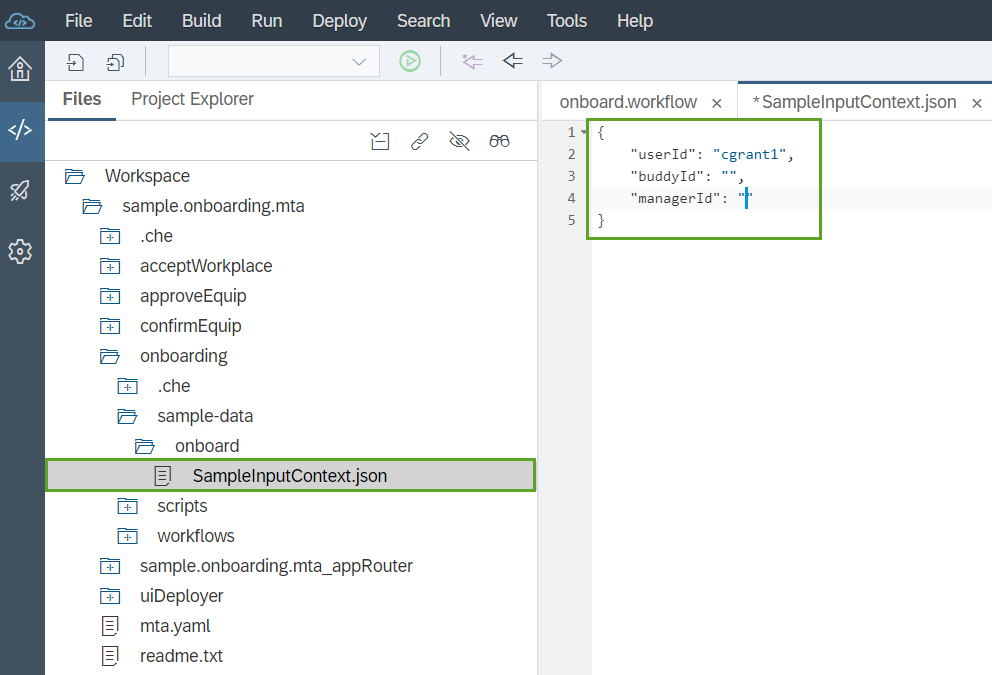 File Edit Build Run Deploy Search View Tools Help
Files Project Explorer
onboard.workflow × *SampleInputContext.json ×
Workspace
sample.onboarding.mta
.che
acceptWorkplace
approveEquip
confirmEquip
onboarding
.che
sample-data
onboard
SampleInputContext.json
scripts
workflows
sample.onboarding.mta_appRouter
uiDeployer
mta.yaml
readme.txt
1 {
2 "userId": "cgrant1",
3 "buddyId": "",
4 "managerId": ""
5 }